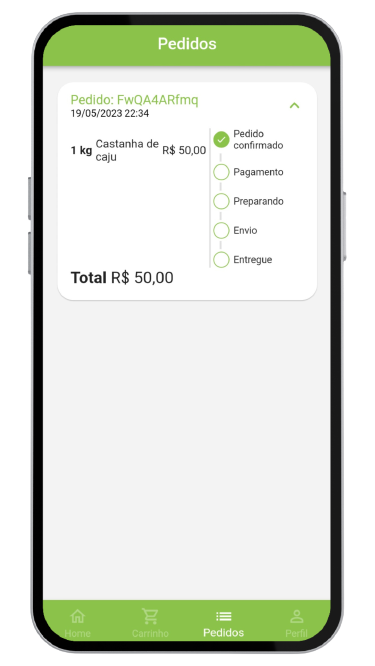 Pedidos
Pedido: FwQA4ARfmq
19/05/2023 22:34
1 kg Castanha de caju R$ 50,00
Pedido confirmado
Pagamento
Preparando
Envio
Entregue
Total R$ 50,00
Home Carrinho Pedidos Perfil